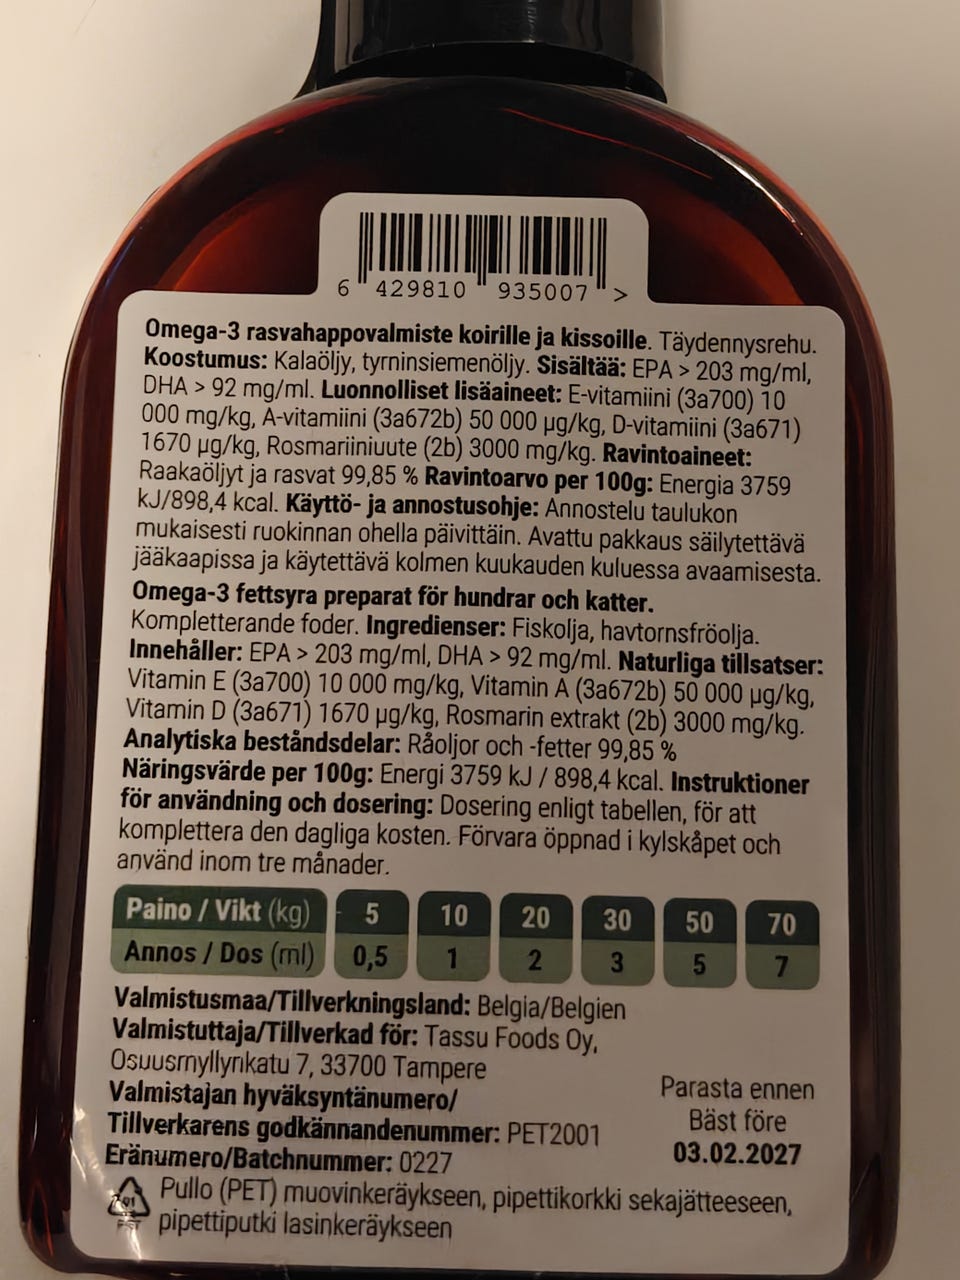 6 429810 935007 >
Omega-3 rasvahappovalmiste koirille ja kissoille. Täydennysrehu.
Koostumus: Kalaöljy, tyrninsiemenöljy. Sisältää: EPA > 203 mg/ml,
DHA > 92 mg/ml. Luonnolliset lisäaineet: E-vitamiini (3a700) 10
000 mg/kg, A-vitamiini (3a672b) 50 000 µg/kg, D-vitamiini (3a671)
1670 µg/kg, Rosmariiniuute (2b) 3000 mg/kg. Ravintoaineet:
Raakaöljyt ja rasvat 99,85 % Ravintoarvo per 100g: Energia 3759
kJ/898,4 kcal. Käyttö- ja annostusohje: Annostelu taulukon
mukaisesti ruokinnan ohella päivittäin. Avattu pakkaus säilytettävä
jääkaapissa ja käytettävä kolmen kuukauden kuluessa avaamisesta.
Omega-3 fettsyra preparat för hundrar och katter.
Kompletterande foder. Ingredienser: Fiskolja, havtornsfröolja.
Innehåller: EPA > 203 mg/ml, DHA > 92 mg/ml. Naturliga tillsatser:
Vitamin E (3a700) 10 000 mg/kg, Vitamin A (3a672b) 50 000 µg/kg,
Vitamin D (3a671) 1670 µg/kg, Rosmarin extrakt (2b) 3000 mg/kg.
Analytiska beståndsdelar: Råoljor och -fetter 99,85 %
Näringsvärde per 100g: Energi 3759 kJ / 898,4 kcal. Instruktioner
för användning och dosering: Dosering enligt tabellen, för att
komplettera den dagliga kosten. Förvara öppnad i kylskåpet och
använd inom tre månader.
Paino / Vikt (kg) 5 10 20 30 50 70
Annos / Dos (ml) 0,5 1 2 3 5 7
Valmistusmaa/Tillverkningsland: Belgia/Belgien
Valmistuttaja/Tillverkad för: Tassu Foods Oy,
Osuusmyllynkatu 7, 33700 Tampere
Valmistajan hyväksyntänumero/
Tillverkarens godkännandenummer: PET2001
Eränumero/Batchnummer: 0227
Parasta ennen
Bäst före
03.02.2027
Pullo (PET) muovinkeräykseen, pipettikorkki sekajätteeseen,
pipettiputki lasinkeräykseen